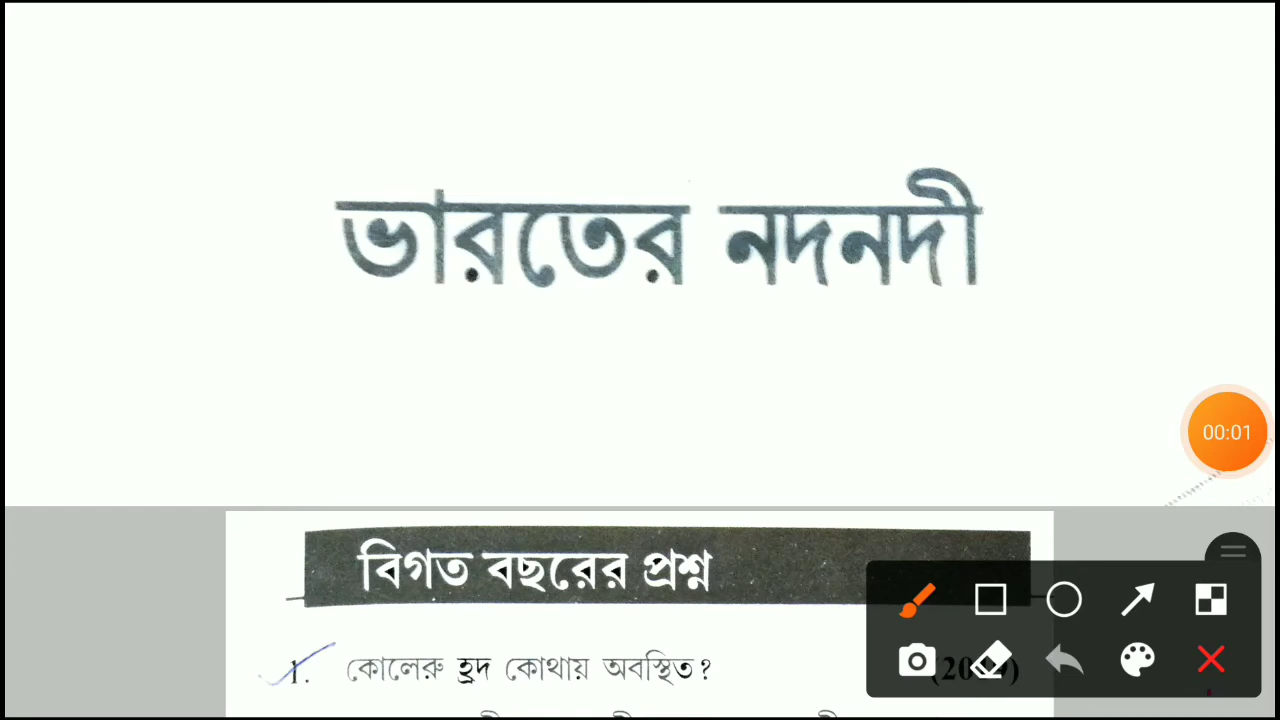 ভারতের নদনদী
00:01
বিগত বছরের প্রশ্ন
1. কোলেরু হ্রদ কোথায় অবস্থিত?